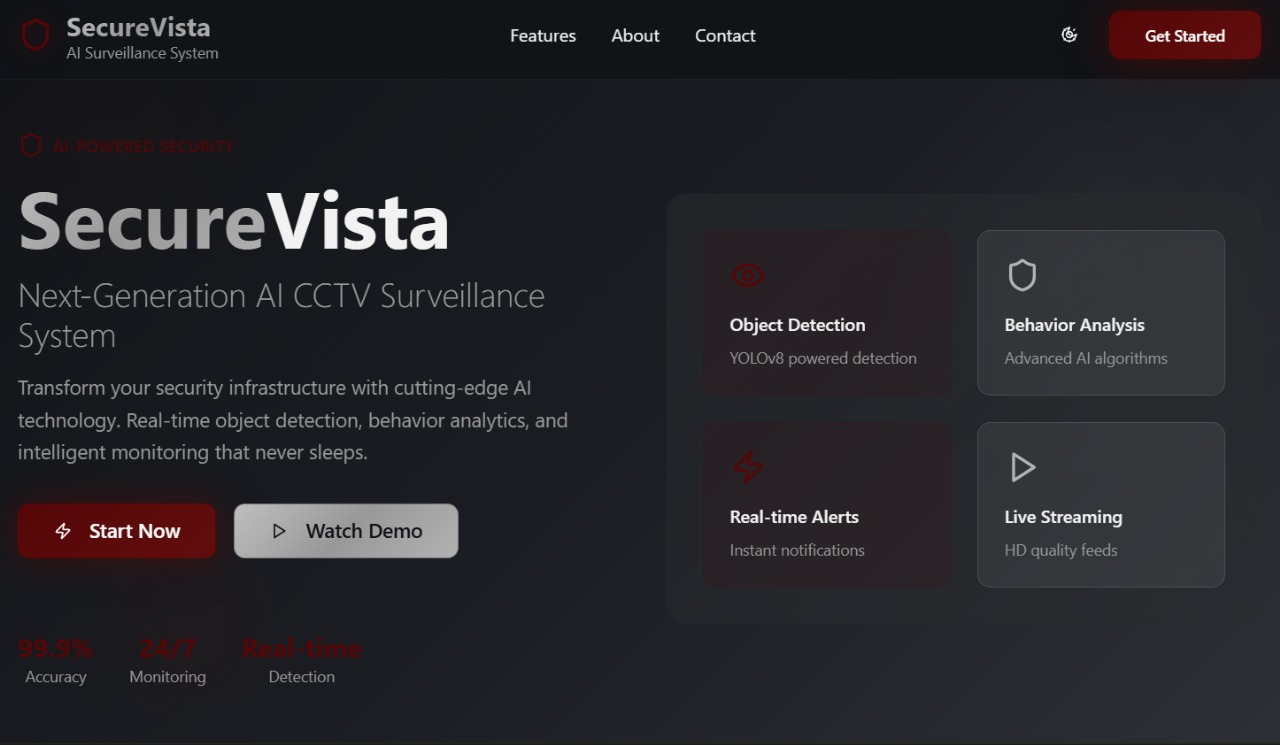 SecureVista
AI Surveillance System
Features
About
Contact
Get Started
AI-POWERED SECURITY
SecureVista
Next-Generation AI CCTV Surveillance
System
Transform your security infrastructure with cutting-edge AI
technology. Real-time object detection, behavior analytics, and
intelligent monitoring that never sleeps.
Start Now
Watch Demo
99.9%
Accuracy
24/7
Monitoring
Real-time
Detection
Object Detection
YOLOv8 powered detection
Behavior Analysis
Advanced AI algorithms
Real-time Alerts
Instant notifications
Live Streaming
HD quality feeds